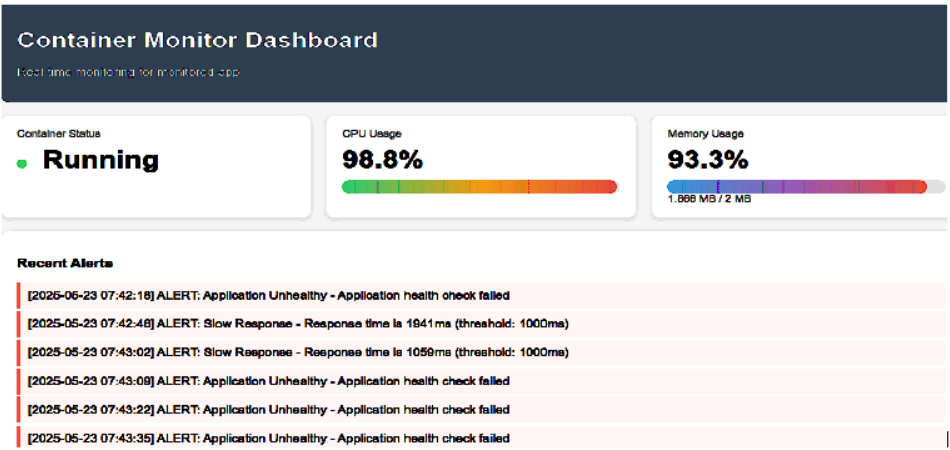 Container Monitor Dashboard
Real-time monitoring for monitored-app
Container Status
Running
CPU Usage
98.8%
Memory Usage
93.3%
1.866 MB / 2 MB
Recent Alerts
[2025-05-23 07:42:18] ALERT: Application Unhealthy - Application health check failed
[2025-05-23 07:42:48] ALERT: Slow Response - Response time is 1941ms (threshold: 1000ms)
[2025-05-23 07:43:02] ALERT: Slow Response - Response time is 1059ms (threshold: 1000ms)
[2025-05-23 07:43:09] ALERT: Application Unhealthy - Application health check failed
[2025-05-23 07:43:22] ALERT: Application Unhealthy - Application health check failed
[2025-05-23 07:43:35] ALERT: Application Unhealthy - Application health check failed